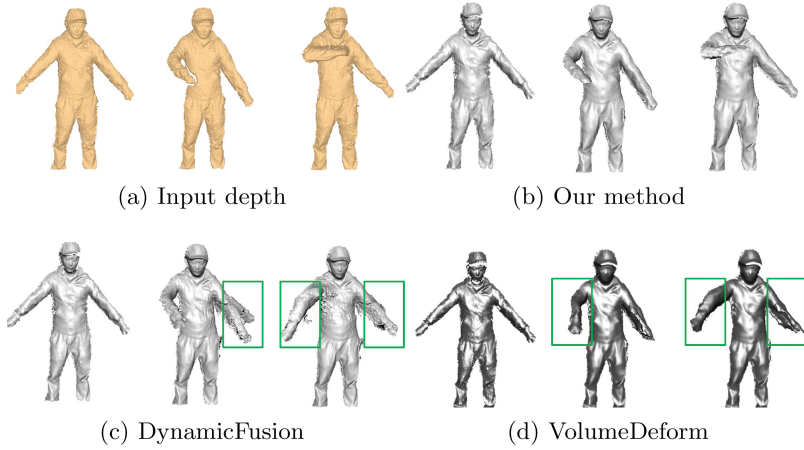 (a) Input depth
(b) Our method
(c) DynamicFusion
(d) VolumeDeform